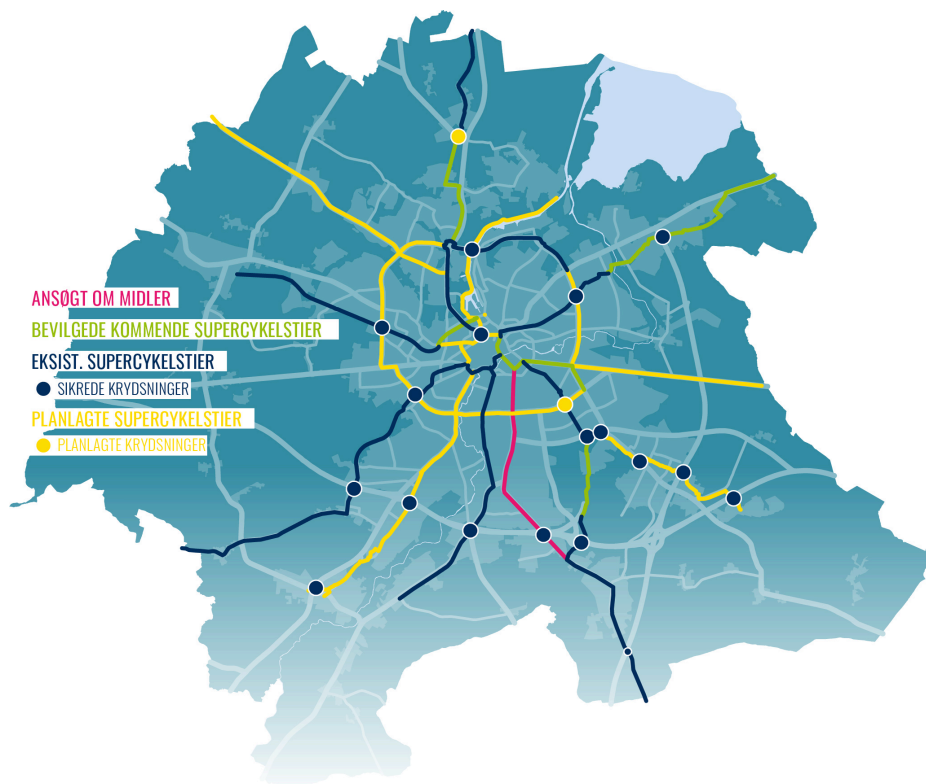 ANSØGT OM MIDLER
BEVILGEDE KOMMENDE SUPERCYKELSTIER
EKSIST. SUPERCYKELSTIER
SIKREDE KRYDSNINGER
PLANLAGTE SUPERCYKELSTIER
PLANLAGTE KRYDSNINGER